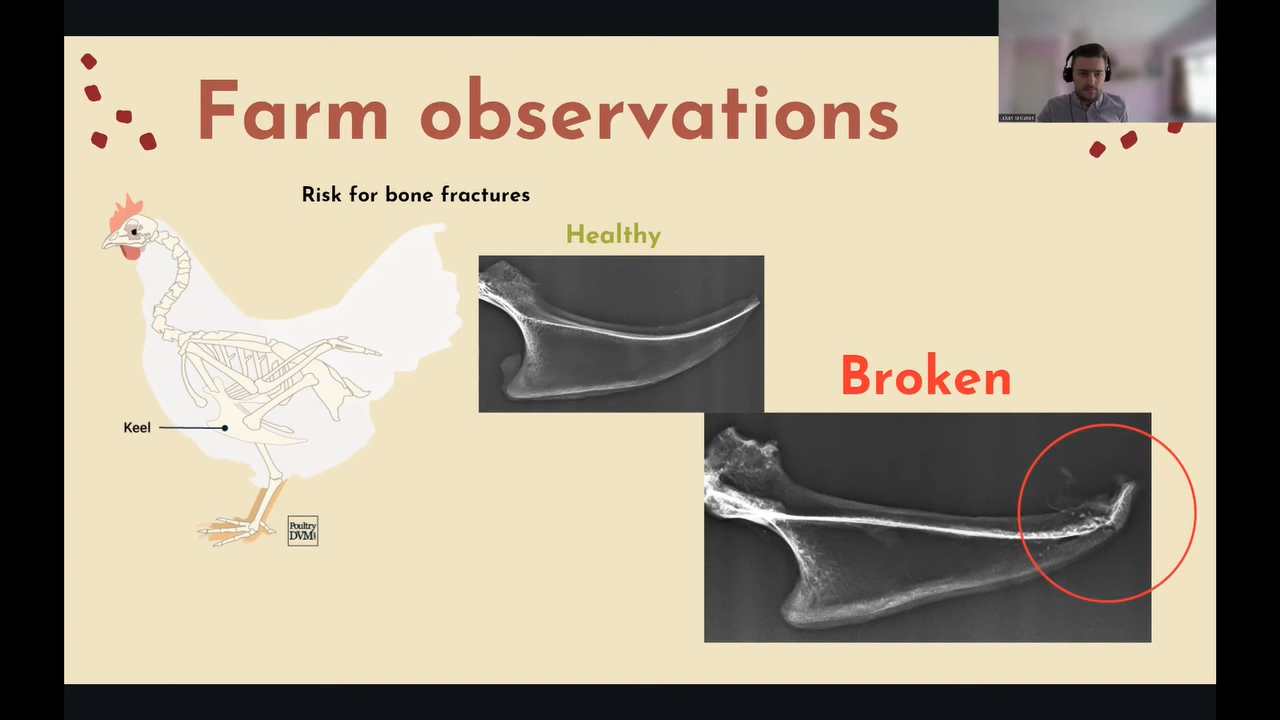 Farm observations
Risk for bone fractures
Healthy
Broken
Keel
Poultry
DVM